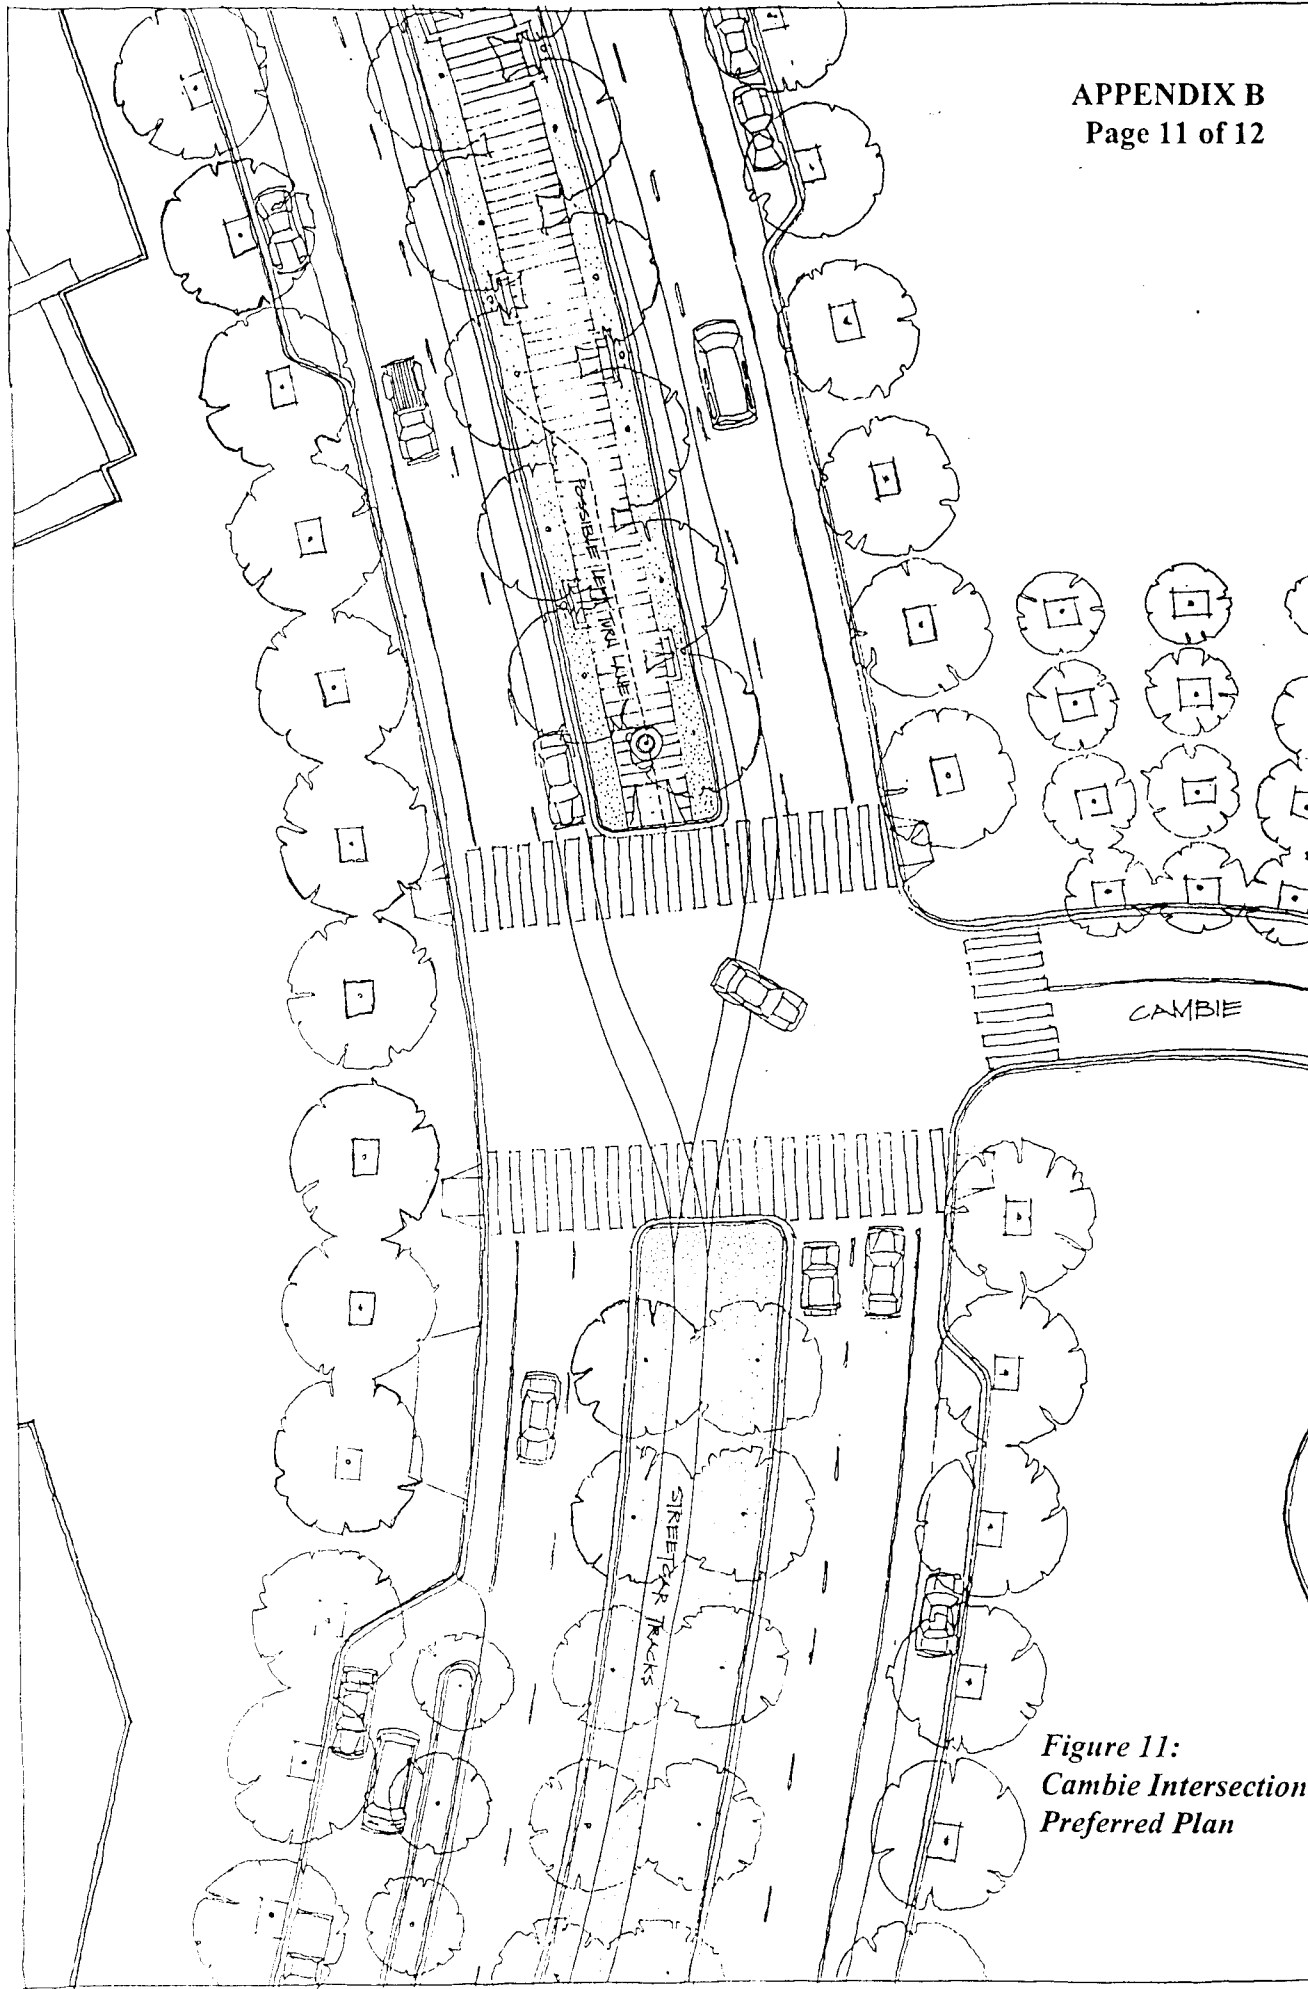 APPENDIX B
Page 11 of 12
POSSIBLE LEFT TURN LANE
CAMBIE
STREETCAR TRACKS
Figure 11:
Cambie Intersection
Preferred Plan